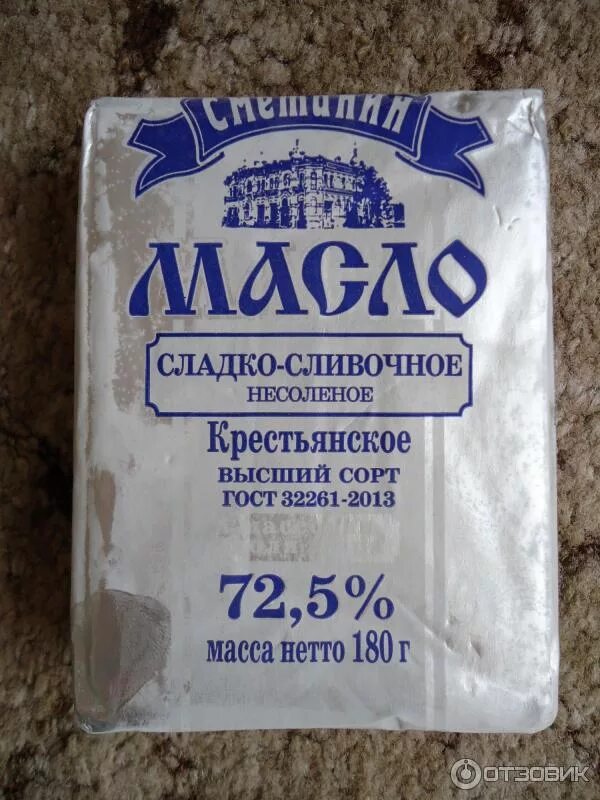 Сметанин
МАСЛО
СЛАДКО-СЛИВОЧНОЕ
НЕСОЛЕНОЕ
Крестьянское
ВЫСШИЙ СОРТ
ГОСТ 32261-2013
72,5%
масса нетто 180 г
ОТЗОВИК